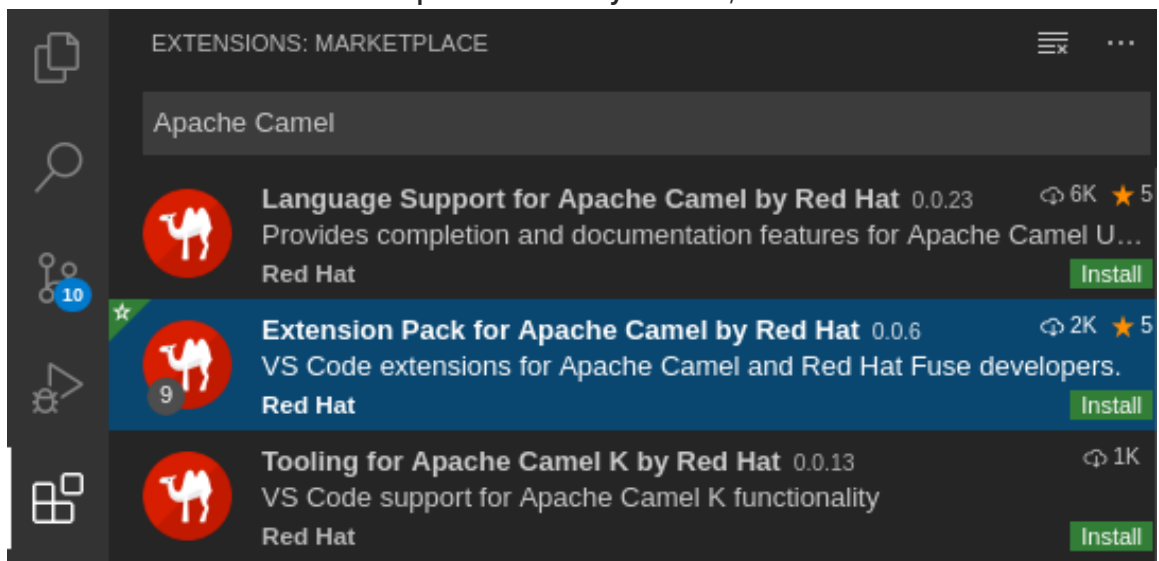 EXTENSIONS: MARKETPLACE
Apache Camel
Language Support for Apache Camel by Red Hat 0.0.23 6K 5
Provides completion and documentation features for Apache Camel U...
Red Hat Install
10
Extension Pack for Apache Camel by Red Hat 0.0.6 2K 5
VS Code extensions for Apache Camel and Red Hat Fuse developers.
9
Red Hat Install
Tooling for Apache Camel K by Red Hat 0.0.13 1K
VS Code support for Apache Camel K functionality
Red Hat Install